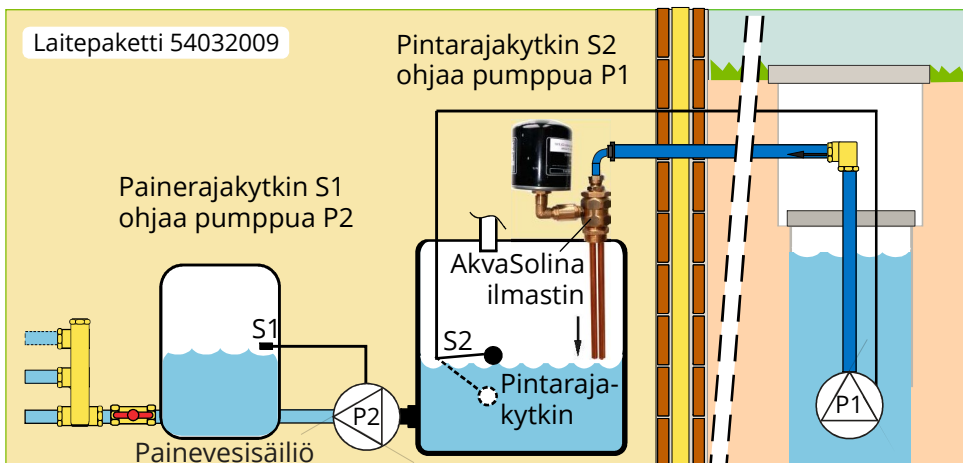 Laitepaketti 54032009
Pintarajakytkin S2
ohjaa pumppua P1
Painerajakytkin S1
ohjaa pumppua P2
AkvaSolina
ilmastin
S1
S2
Pintaraja-
kytkin
P2
P1
Painevesisäiliö